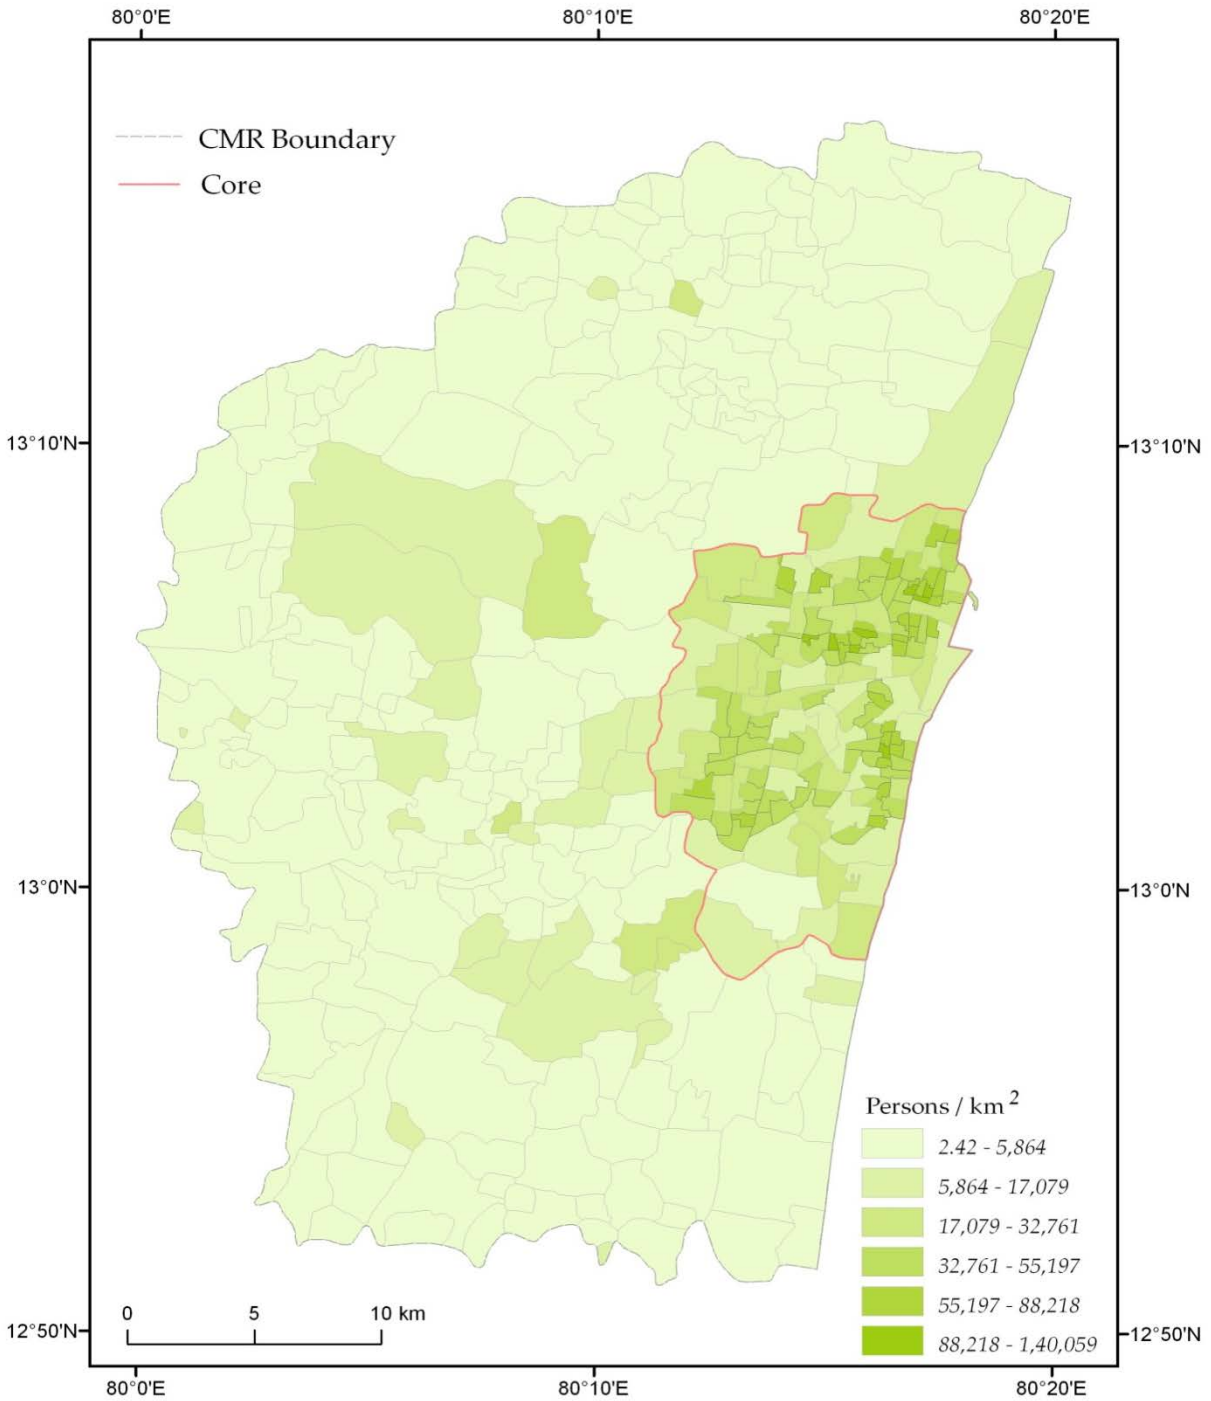 80°0'E 80°10'E 80°20'E
CMR Boundary
Core
13°10'N 13°10'N
13°0'N 13°0'N
Persons / km²
2.42 - 5,864
5,864 - 17,079
17,079 - 32,761
32,761 - 55,197
55,197 - 88,218
88,218 - 1,40,059
0 5 10 km
12°50'N 12°50'N
80°0'E 80°10'E 80°20'E